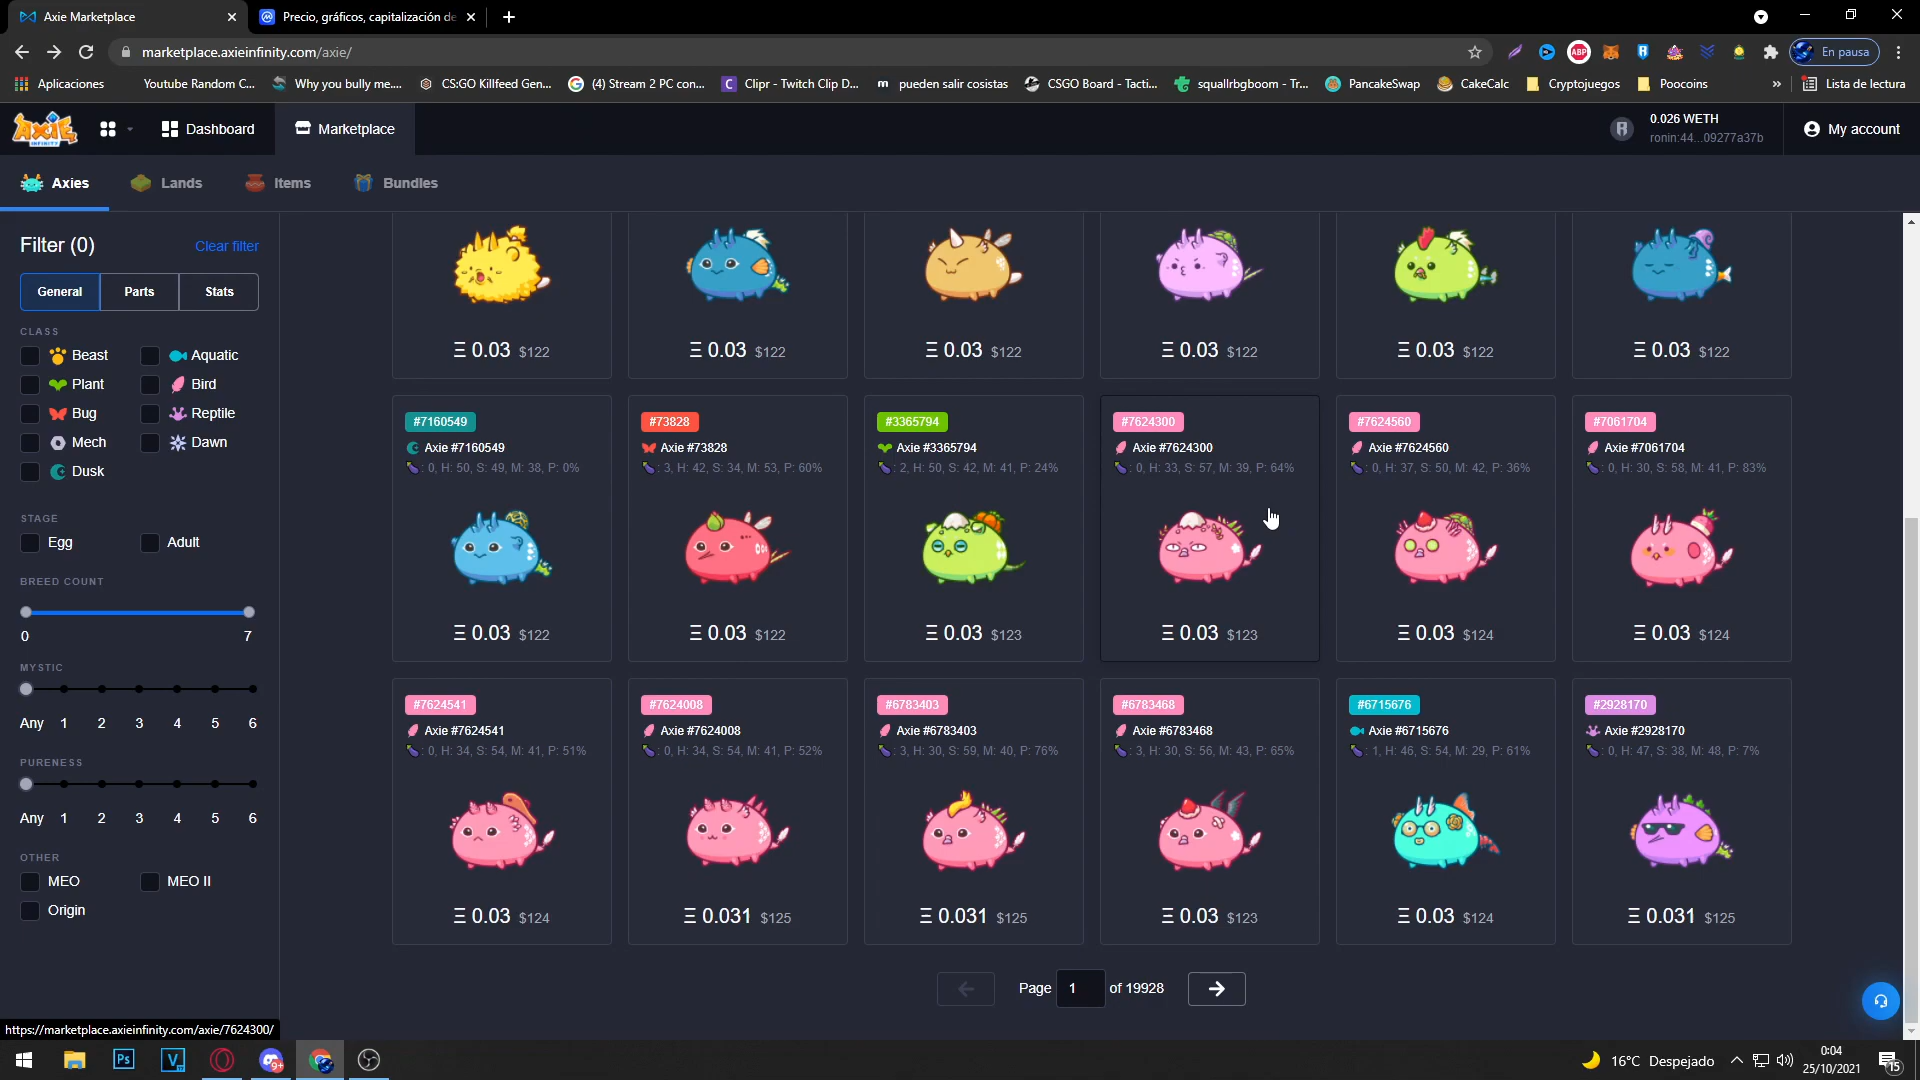 Axie Marketplace
Precio, gráficos, capitalización de
marketplace.axieinfinity.com/axie/
ABP
En pausa
Aplicaciones
Youtube Random C...
Why you bully me....
CS:GO Killfeed Gen...
(4) Stream 2 PC con...
Clipr - Twitch Clip D...
pueden salir cosistas
CSGO Board - Tacti...
squallrbgboom - Tr...
PancakeSwap
CakeCalc
Cryptojuegos
Poocoins
»
Lista de lectura
AXIE INFINITY
Dashboard
Marketplace
0.026 WETH
ronin:44...09277a37b
My account
Axies
Lands
Items
Bundles
Filter (0)
Clear filter
General
Parts
Stats
CLASS
Beast
Aquatic
Plant
Bird
Bug
Reptile
Mech
Dawn
Dusk
STAGE
Egg
Adult
BREED COUNT
0
7
MYSTIC
Any 1 2 3 4 5 6
PURENESS
Any 1 2 3 4 5 6
OTHER
MEO
MEO II
Origin
Ξ 0.03 $122
Ξ 0.03 $122
Ξ 0.03 $122
Ξ 0.03 $122
Ξ 0.03 $122
Ξ 0.03 $122
#7160549
Axie #7160549
: 0, H: 50, S: 49, M: 38, P: 0%
Ξ 0.03 $122
#73828
Axie #73828
: 3, H: 42, S: 34, M: 53, P: 60%
Ξ 0.03 $122
#3365794
Axie #3365794
: 2, H: 50, S: 42, M: 41, P: 24%
Ξ 0.03 $123
#7624300
Axie #7624300
: 0, H: 33, S: 57, M: 39, P: 64%
Ξ 0.03 $123
#7624560
Axie #7624560
: 0, H: 37, S: 50, M: 42, P: 36%
Ξ 0.03 $124
#7061704
Axie #7061704
: 0, H: 30, S: 58, M: 41, P: 83%
Ξ 0.03 $124
#7624541
Axie #7624541
: 0, H: 34, S: 54, M: 41, P: 51%
Ξ 0.03 $124
#7624008
Axie #7624008
: 0, H: 34, S: 54, M: 41, P: 52%
Ξ 0.031 $125
#6783403
Axie #6783403
: 3, H: 30, S: 59, M: 40, P: 76%
Ξ 0.031 $125
#6783468
Axie #6783468
: 3, H: 30, S: 56, M: 43, P: 65%
Ξ 0.03 $123
#6715676
Axie #6715676
: 1, H: 46, S: 54, M: 29, P: 61%
Ξ 0.03 $124
#2928170
Axie #2928170
: 0, H: 47, S: 38, M: 48, P: 7%
Ξ 0.031 $125
Page 1 of 19928
https://marketplace.axieinfinity.com/axie/7624300/
Ps
V
9+
16°C Despejado
0:04
25/10/2021
15